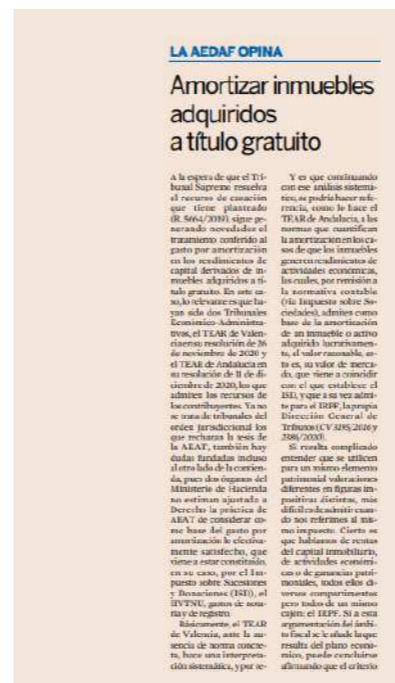 LA AEDAF OPINA
Amortizar inmuebles
adquiridos
a título gratuito
A la espera de que el Tri-
bunal Supremo resuelva
el recurso de casación
que tiene planteado
(R. 5664/2019), sigue ge-
nerando novedades el
tratamiento conferido al
gasto por amortización
en los rendimientos de
capital derivados de in-
muebles adquiridos a tí-
tulo gratuito. En este ca-
so, lo relevante es que ha-
yan sido dos Tribunales
Económico-Administra-
tivos, el TEAR de Valen-
cia en su resolución de 26
de noviembre de 2020 y
el TEAR de Andalucía en
su resolución de 11 de di-
ciembre de 2020, los que
admiten los recursos de
los contribuyentes. Ya no
se trata de tribunales del
orden jurisdiccional los
que rechazan la tesis de
la AEAT, también hay
dudas fundadas incluso
al otro lado de la contien-
da, pues dos órganos del
Ministerio de Hacienda
no estiman ajustado a
Derecho la práctica de
AEAT de considerar co-
mo base del gasto por
amortización lo efectiva-
mente satisfecho, que
viene a estar constituido,
en su caso, por el Im-
puesto sobre Sucesiones
y Donaciones (ISD), el
IIVTNU, gastos de nota-
ría y de registro.
Básicamente, el TEAR
de Valencia, ante la au-
sencia de norma concre-
ta, hace una interpreta-
ción sistemática, y por re-
Y es que continuando
con ese análisis sistemá-
tico, se podría hacer refe-
rencia, como lo hace el
TEAR de Andalucía, a las
normas que cuantifican
la amortización en los ca-
sos de que los inmuebles
generen rendimientos de
actividades económicas,
las cuales, por remisión a
la normativa contable
(vía Impuesto sobre So-
ciedades), admiten como
base de la amortización
de un inmueble o activo
adquirido lucrativamen-
te, el valor razonable, es-
to es, su valor de merca-
do, que viene a coincidir
con el que establece el
ISD, y que a su vez admi-
te para el IRPF, la propia
Dirección General de
Tributos (CV 3195/2016 y
2386/2020).
Si resulta complicado
entender que se utilicen
para un mismo elemento
patrimonial valoraciones
diferentes en figuras im-
positivas distintas, más
difícil es de admitir cuan-
do nos referimos al mis-
mo impuesto. Cierto es
que hablamos de rentas
del capital inmobiliario,
de actividades económi-
cas o de ganancias patri-
moniales, todos ellos di-
versos compartimentos
pero todos de un mismo
cajón: el IRPF. Si a esta
argumentación del ámbi-
to fiscal se le añade la que
resulta del plano econó-
mico, puede concluirse
afirmando que el criterio